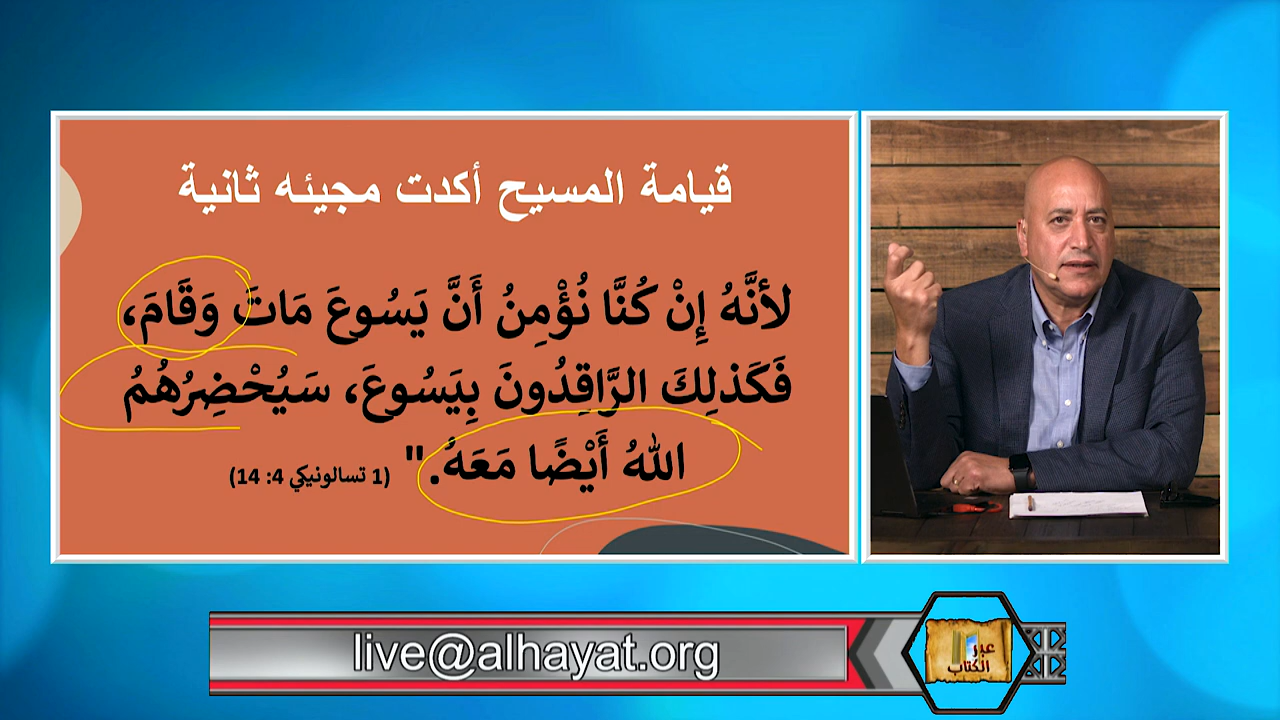 قيامة المسيح أكدت مجيئه ثانية
لأنَّهُ إِنْ كُنَّا نُؤْمِنُ أَنَّ يَسُوعَ مَاتَ وَقَامَ،
فَكَذلِكَ الرَّاقِدُونَ بِيَسُوعَ، سَيُحْضِرُهُمُ
اللهُ أَيْضًا مَعَهُ." (1 تسالونيكي 4: 14)
live@alhayat.org
عبر
الكتاب